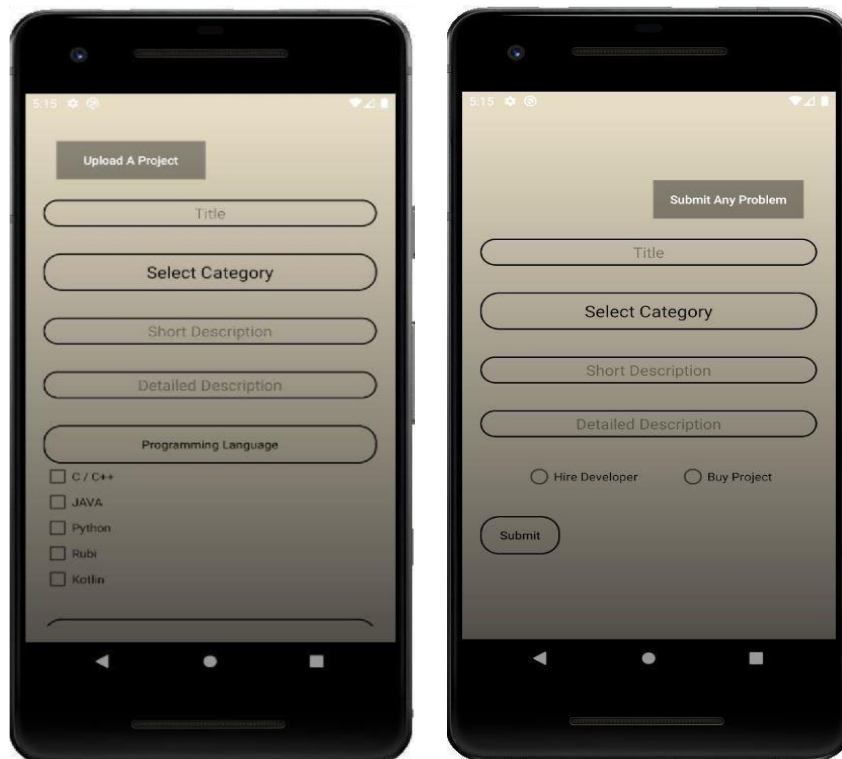 5:15
Upload A Project
Title
Select Category
Short Description
Detailed Description
Programming Language
C / C++
JAVA
Python
Rubi
Kotlin
5:15
Submit Any Problem
Title
Select Category
Short Description
Detailed Description
Hire Developer
Buy Project
Submit